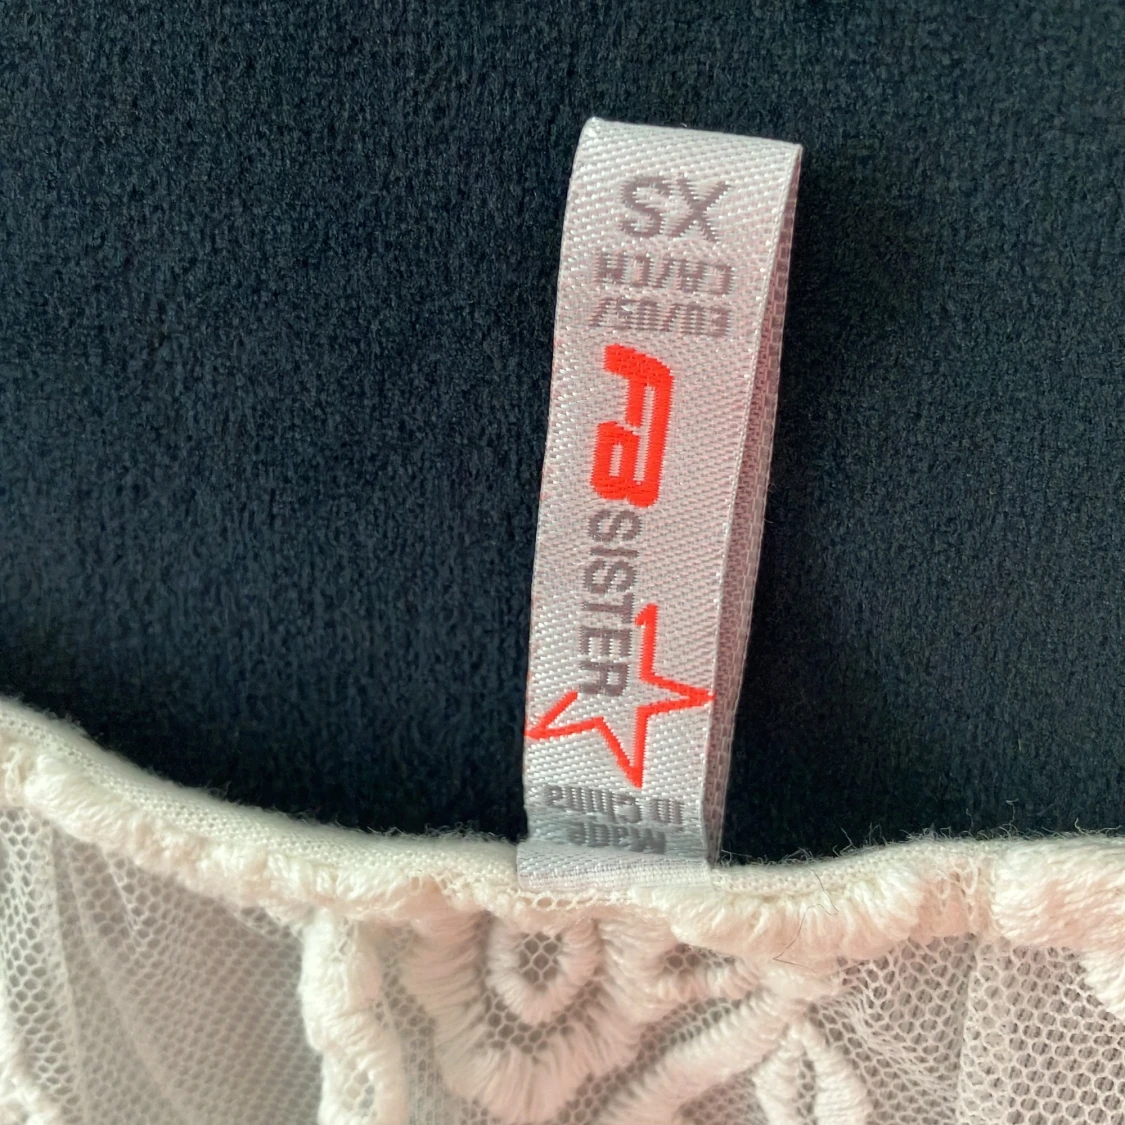 Made
in China
FB SISTER
EU/US/
CA/CH
XS